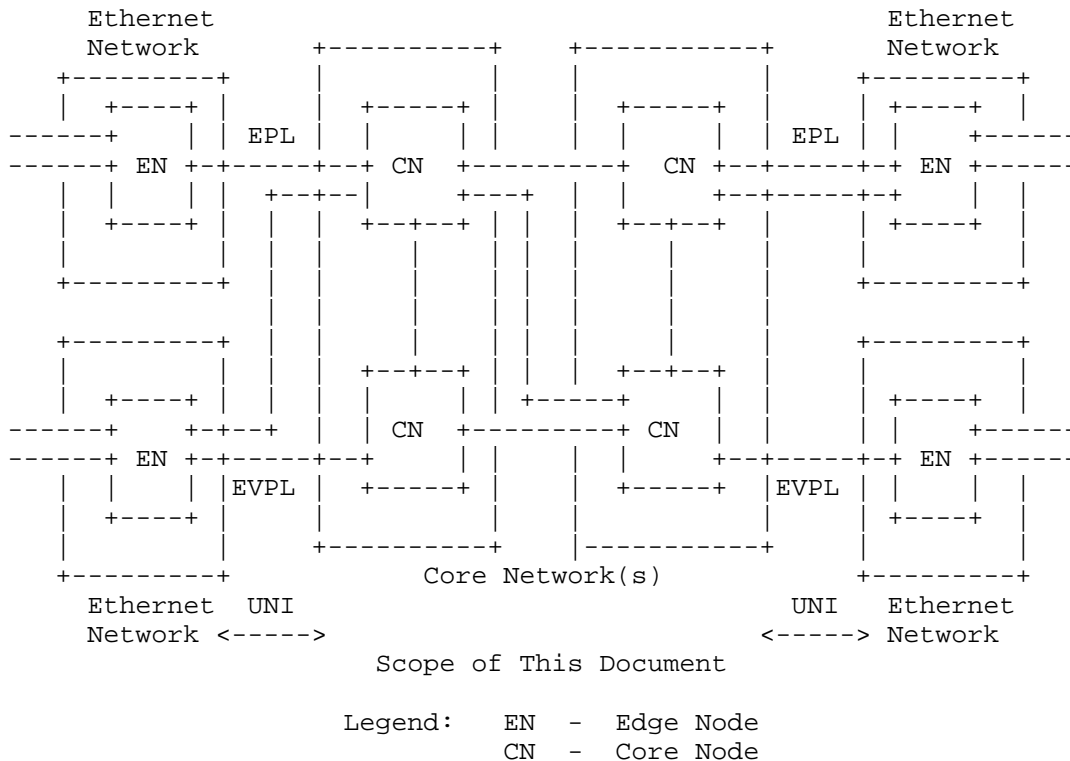 Ethernet Ethernet
Network Network
EPL EPL
EN CN CN EN
CN CN
EN EN
EVPL EVPL
Core Network(s)
Ethernet UNI UNI Ethernet
Network <-----> <-----> Network
Scope of This Document
Legend: EN - Edge Node
CN - Core Node